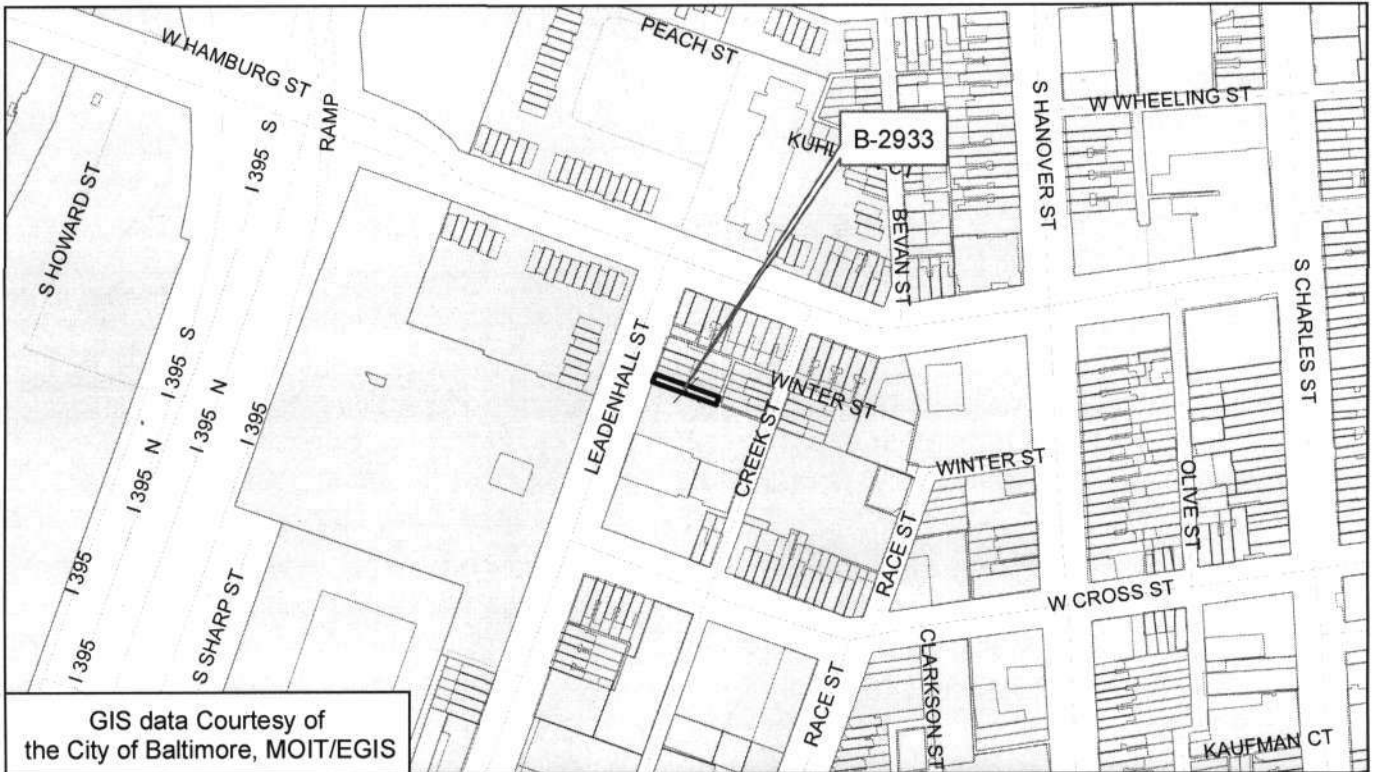 W HAMBURG ST
PEACH ST
RAMP
S HOWARD ST
I 395 S
KUHL
B-2933
S HANOVER ST
W WHEELING ST
BEVAN ST
S CHARLES ST
I 395 S
I 395 N
I 395 N
I 395
LEADENHALL ST
WINTER ST
CREEK ST
WINTER ST
OLIVE ST
RACE ST
I 395
S SHARP ST
W CROSS ST
I 395
CLARKSON ST
RACE ST
KAUFMAN CT
GIS data Courtesy of
the City of Baltimore, MOIT/EGIS